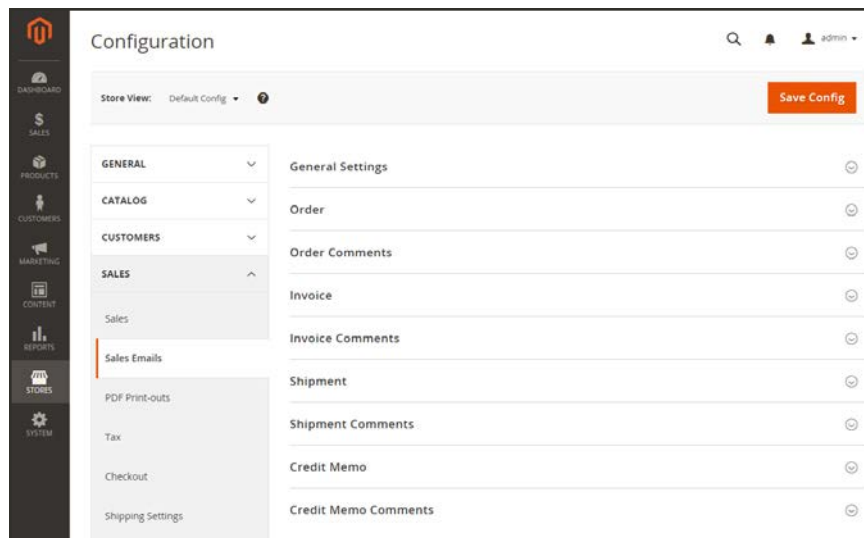 Configuration
admin
DASHBOARD
SALES
PRODUCTS
CUSTOMERS
MARKETING
CONTENT
REPORTS
STORES
SYSTEM
Store View: Default Config
Save Config
GENERAL
CATALOG
CUSTOMERS
SALES
Sales
Sales Emails
PDF Print-outs
Tax
Checkout
Shipping Settings
General Settings
Order
Order Comments
Invoice
Invoice Comments
Shipment
Shipment Comments
Credit Memo
Credit Memo Comments